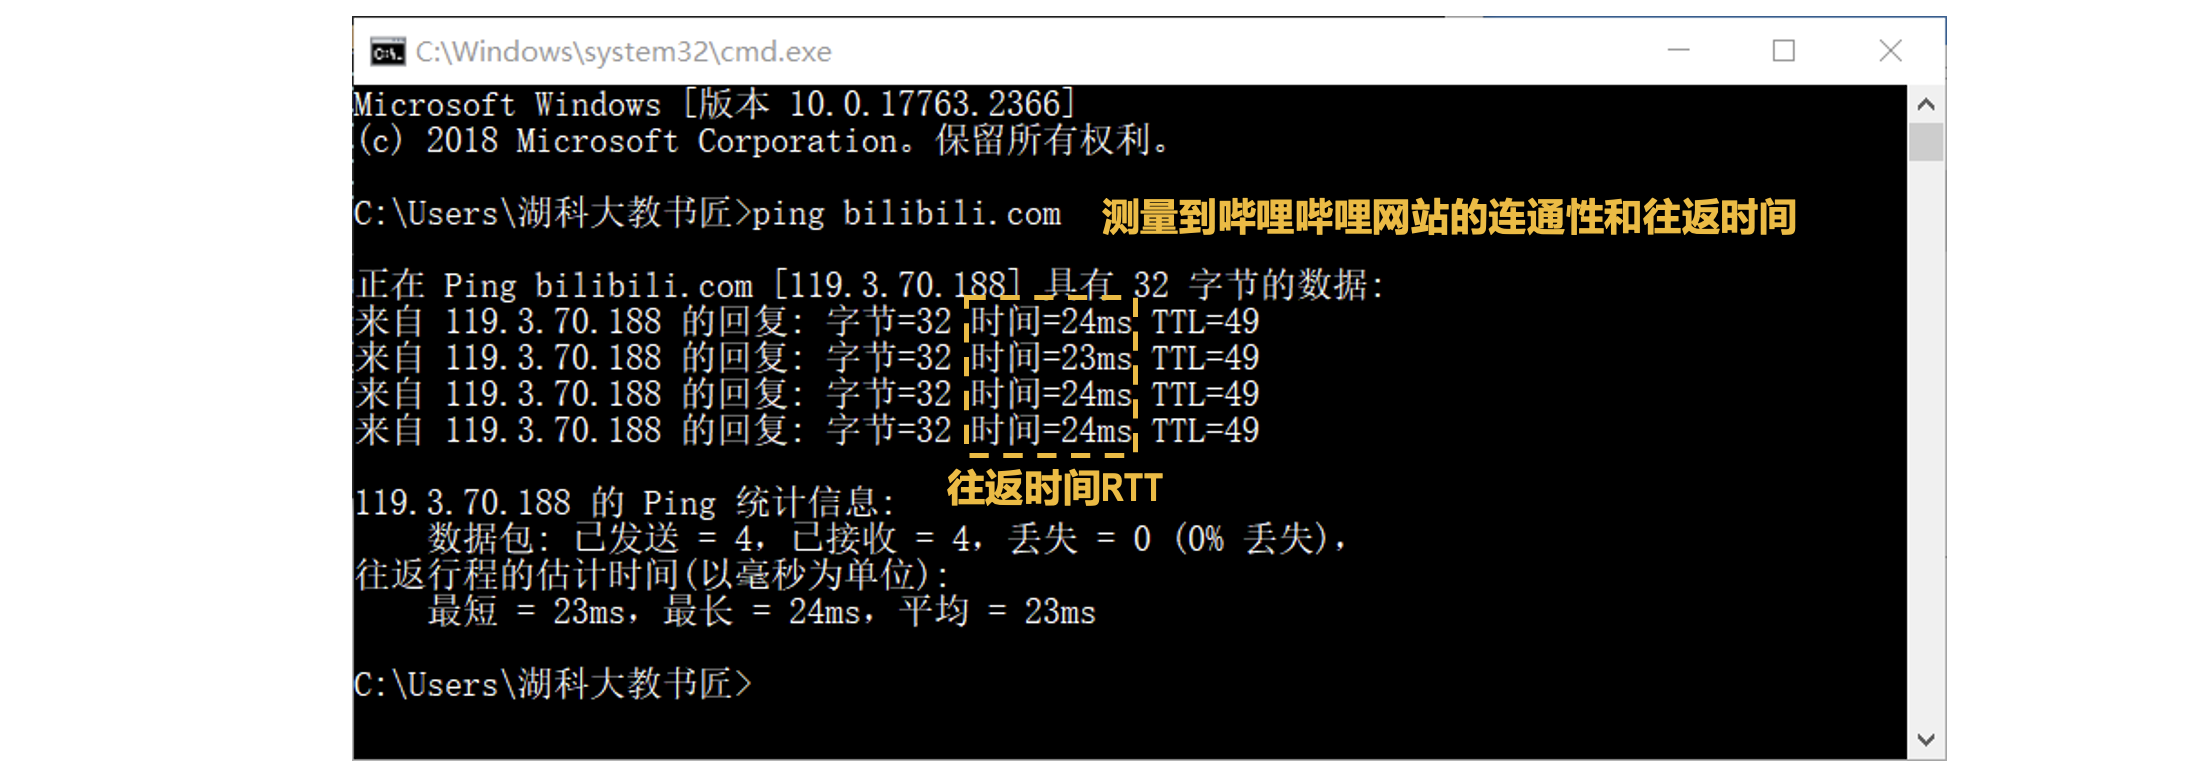 C:\Windows\system32\cmd.exe
Microsoft Windows [版本 10.0.17763.2366]
(c) 2018 Microsoft Corporation。保留所有权利。
C:\Users\湖科大教书匠>ping bilibili.com 测量到哔哩哔哩网站的连通性和往返时间
正在 Ping bilibili.com [119.3.70.188] 具有 32 字节的数据:
来自 119.3.70.188 的回复: 字节=32 时间=24ms TTL=49
来自 119.3.70.188 的回复: 字节=32 时间=23ms TTL=49
来自 119.3.70.188 的回复: 字节=32 时间=24ms TTL=49
来自 119.3.70.188 的回复: 字节=32 时间=24ms TTL=49
往返时间RTT
119.3.70.188 的 Ping 统计信息:
数据包: 已发送 = 4，已接收 = 4，丢失 = 0 (0% 丢失)，
往返行程的估计时间(以毫秒为单位):
最短 = 23ms，最长 = 24ms，平均 = 23ms
C:\Users\湖科大教书匠>